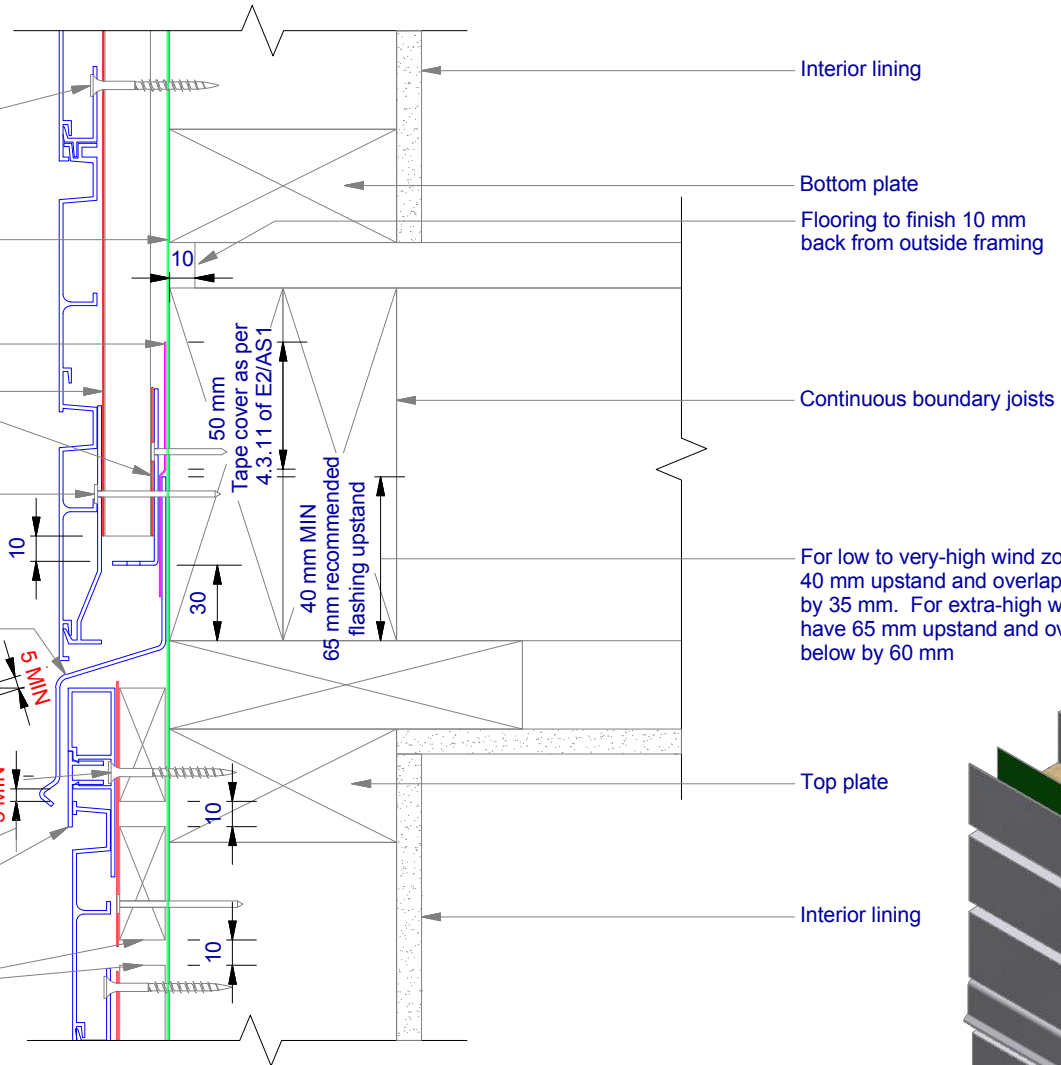 Interior lining
Bottom plate
Flooring to finish 10 mm
back from outside framing
10
50 mm
Tape cover as per
4.3.11 of E2/AS1
Continuous boundary joists
40 mm MIN
65 mm recommended
flashing upstand
10
30
For low to very-high wind zo
40 mm upstand and overlap
by 35 mm. For extra-high w
have 65 mm upstand and ov
below by 60 mm
5 MIN
MIN
Top plate
10
Interior lining
10